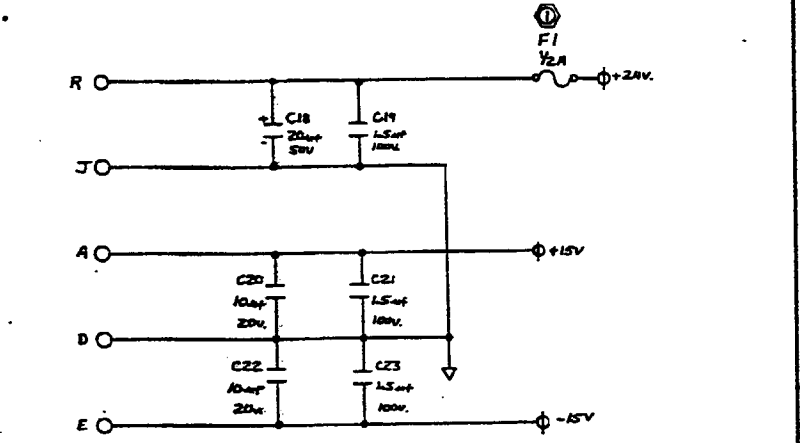 1
F1
1/2A
R
+24V.
+
C18
20uf
50V
-
C19
1.5uf
100V.
J
A
+15V
C20
10uf
20V.
C21
1.5uf
100V.
D
C22
10uf
20V.
C23
1.5uf
100V.
E
-15V